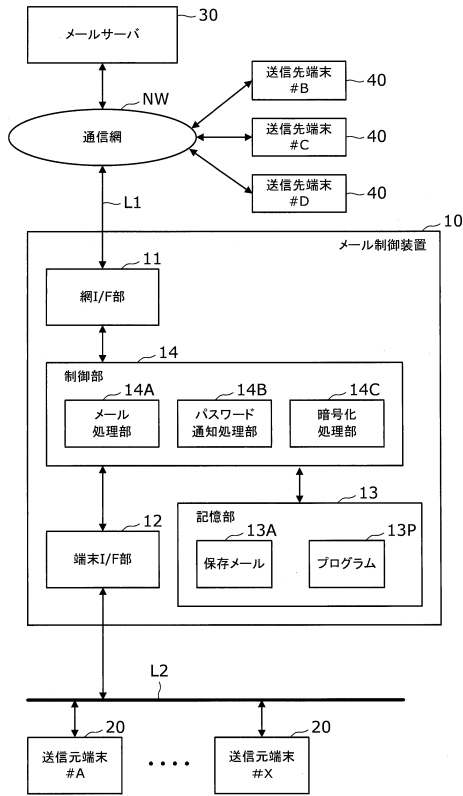 メールサーバ
30
NW
通信網
送信先端末
#B
40
送信先端末
#C
40
送信先端末
#D
40
L1
10
メール制御装置
11
網I/F部
14
制御部
14A
メール
処理部
14B
パスワード
通知処理部
14C
暗号化
処理部
12
端末I/F部
13
記憶部
13A
保存メール
13P
プログラム
L2
20
送信元端末
#A
・・・・
20
送信元端末
#X